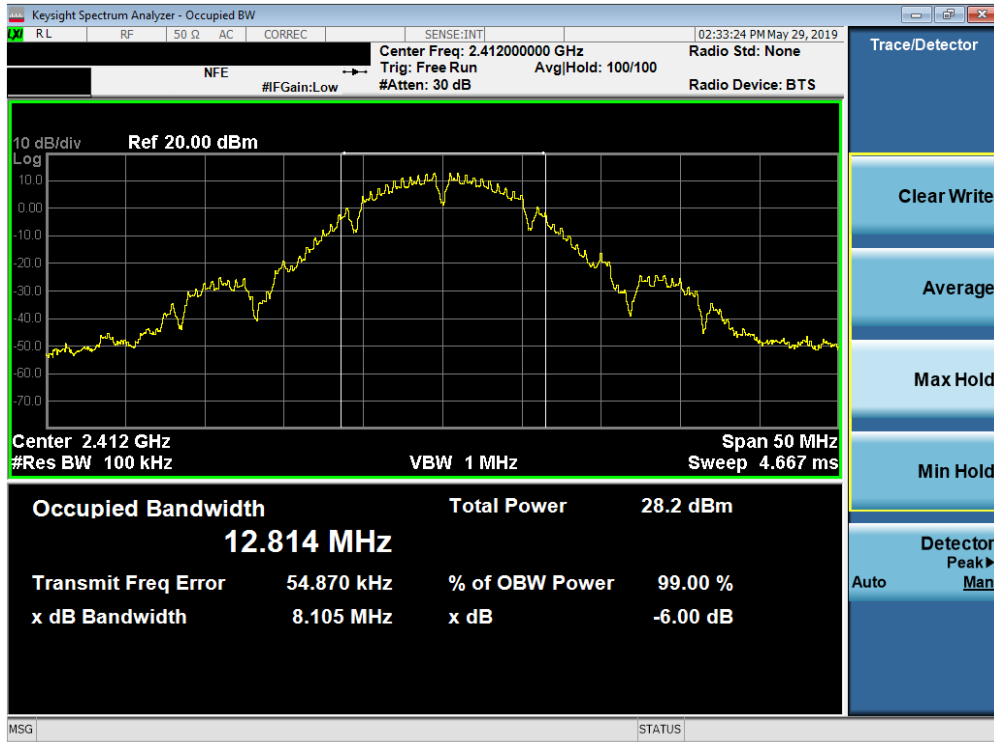 Keysight Spectrum Analyzer - Occupied BW
LXI RL RF 50 Ω AC CORREC SENSE:INT 02:33:24 PM May 29, 2019
Center Freq: 2.412000000 GHz Radio Std: None
NFE Trig: Free Run Avg|Hold: 100/100
#IFGain:Low #Atten: 30 dB Radio Device: BTS
10 dB/div Ref 20.00 dBm
Log
10.0
0.00
-10.0
-20.0
-30.0
-40.0
-50.0
-60.0
-70.0
Center 2.412 GHz Span 50 MHz
#Res BW 100 kHz VBW 1 MHz Sweep 4.667 ms
Occupied Bandwidth Total Power 28.2 dBm
12.814 MHz
Transmit Freq Error 54.870 kHz % of OBW Power 99.00 %
x dB Bandwidth 8.105 MHz x dB -6.00 dB
MSG STATUS
Trace/Detector
Clear Write
Average
Max Hold
Min Hold
Detector
Peak▶
Auto Man